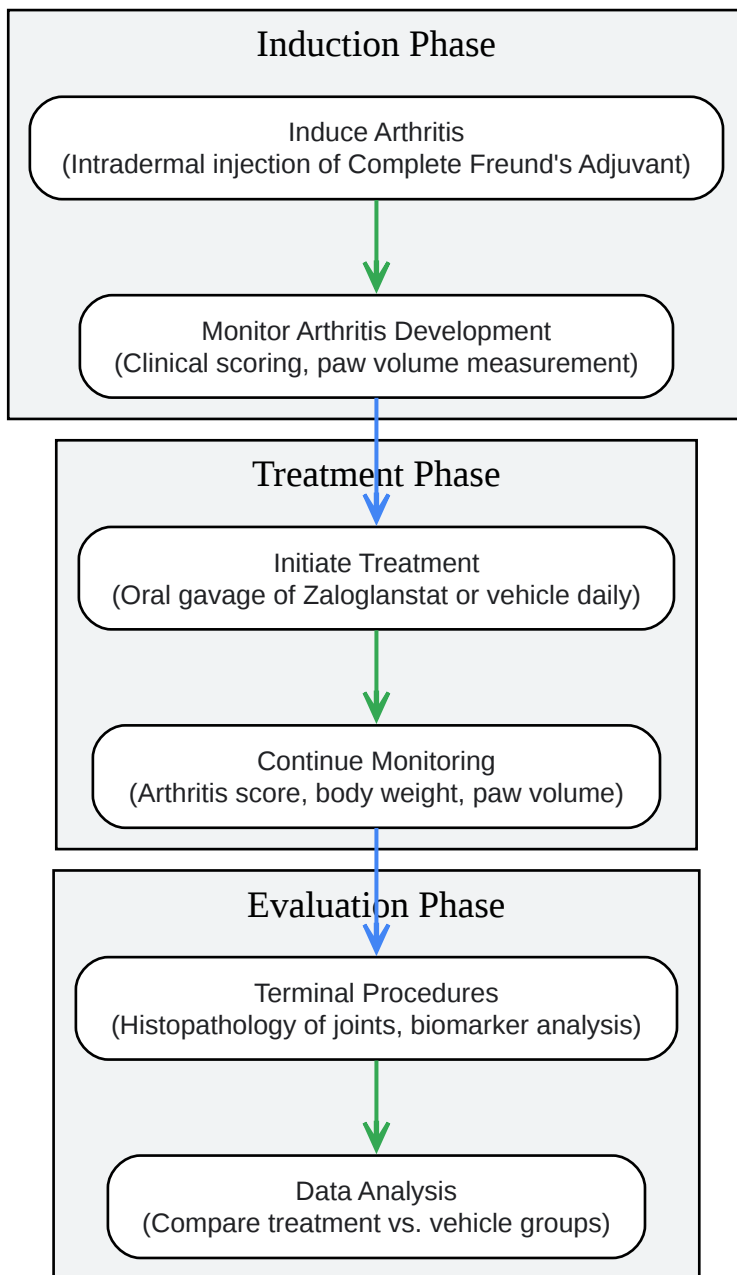 Induction Phase
Induce Arthritis
(Intradermal injection of Complete Freund's Adjuvant)
Monitor Arthritis Development
(Clinical scoring, paw volume measurement)
Treatment Phase
Initiate Treatment
(Oral gavage of Zaloglanstat or vehicle daily)
Continue Monitoring
(Arthritis score, body weight, paw volume)
Evaluation Phase
Terminal Procedures
(Histopathology of joints, biomarker analysis)
Data Analysis
(Compare treatment vs. vehicle groups)